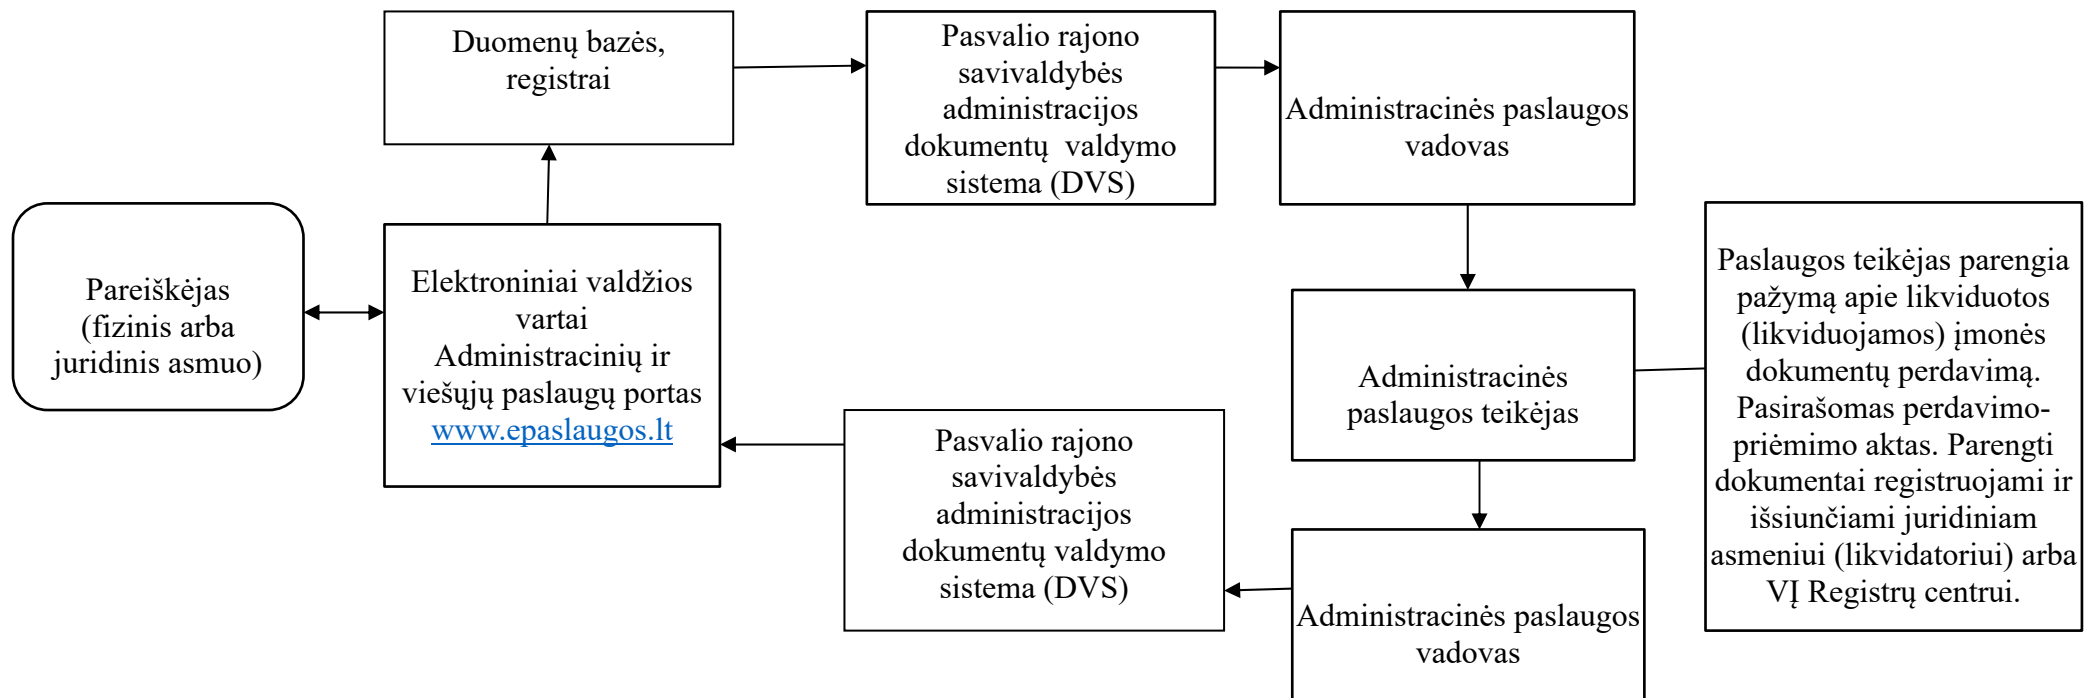 Duomenų bazės,
registrai
Pasvalio rajono
savivaldybės
administracijos
dokumentų valdymo
sistema (DVS)
Administracinės paslaugos
vadovas
Pareiškėjas
(fizinis arba
juridinis asmuo)
Elektroniniai valdžios
vartai
Administracinių ir
viešųjų paslaugų portas
www.epaslaugos.lt
Administracinės
paslaugos teikėjas
Paslaugos teikėjas parengia
pažymą apie likviduotos
(likviduojamos) įmonės
dokumentų perdavimą.
Pasirašomas perdavimo-
priėmimo aktas. Parengti
dokumentai registruojami ir
išsiunčiami juridiniam
asmeniui (likvidatoriui) arba
VĮ Registrų centrui.
Pasvalio rajono
savivaldybės
administracijos
dokumentų valdymo
sistema (DVS)
Administracinės paslaugos
vadovas